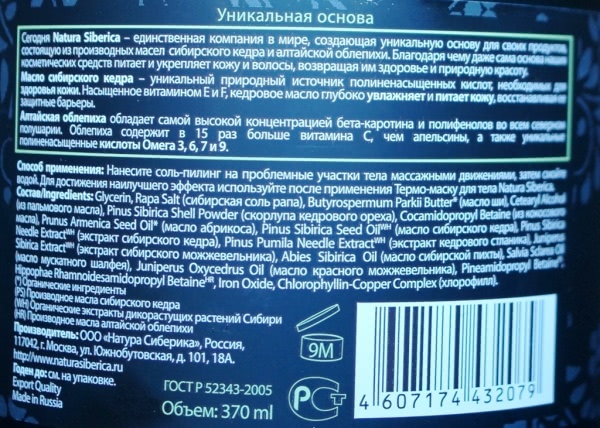 Уникальная основа
Сегодня Natura Siberica – единственная компания в мире, создающая уникальную основу для своих продуктов,
состоящую из производных масел сибирского кедра и алтайской облепихи. Благодаря чему даже сама основа наших
косметических средств питает и укрепляет кожу и волосы, возвращая им здоровье и природную красоту.
Масло сибирского кедра – уникальный природный источник полиненасыщенных кислот, необходимых для
здоровья кожи. Насыщенное витамином Е и F, кедровое масло глубоко увлажняет и питает кожу, восстанавливая ее
защитные барьеры.
Алтайская облепиха обладает самой высокой концентрацией бета-каротина и полифенолов во всем северном
полушарии. Облепиха содержит в 15 раз больше витамина С, чем апельсины, а также уникальные
полиненасыщенные кислоты Омега 3, 6, 7 и 9.
Способ применения: Нанесите соль-пилинг на проблемные участки тела массажными движениями, затем смойте
водой. Для достижения наилучшего эффекта используйте после применения Термо-маску для тела Natura Siberica.
Состав/Ingredients: Glycerin, Rapa Salt (сибирская соль рапа), Butyrospermum Parkii Butter* (масло ши), Cetearyl Alcohol
(из пальмового масла), Pinus Sibirica Shell Powder (скорлупа кедрового ореха), Cocamidopropyl Betaine (из кокосового
масла), Prunus Armenica Seed Oil* (масло абрикоса), Pinus Sibirica Seed Oil WH (масло сибирского кедра), Pinus Sibirica
Needle Extract WH (экстракт сибирского кедра), Pinus Pumila Needle Extract WH (экстракт кедрового стланика), Juniperus
Sibirica Extract WH (экстракт сибирского можжевельника), Abies Sibirica Oil (масло сибирской пихты), Salvia Sclarea Oil
(масло мускатного шалфея), Juniperus Oxycedrus Oil (масло красного можжевельника), Pineamidopropyl Betaine PS,
Hippophae Rhamnoidesamidopropyl Betaine HR, Iron Oxide, Chlorophyllin-Copper Complex (хлорофилл).
(*) Органические ингредиенты
(PS) Производное масла сибирского кедра
(WH) Органические экстракты дикорастущих растений Сибири
(HR) Производное масла алтайской облепихи
Производитель: ООО «Натура Сиберика», Россия,
117042, г. Москва, ул. Южнобутовская, д. 101, 18А.
http://www.naturasiberica.ru
Годен до: см. на упаковке.
Export Quality
Made in Russia
ГОСТ Р 52343-2005
Объем: 370 ml
9М
РСТ
4 607174 432079